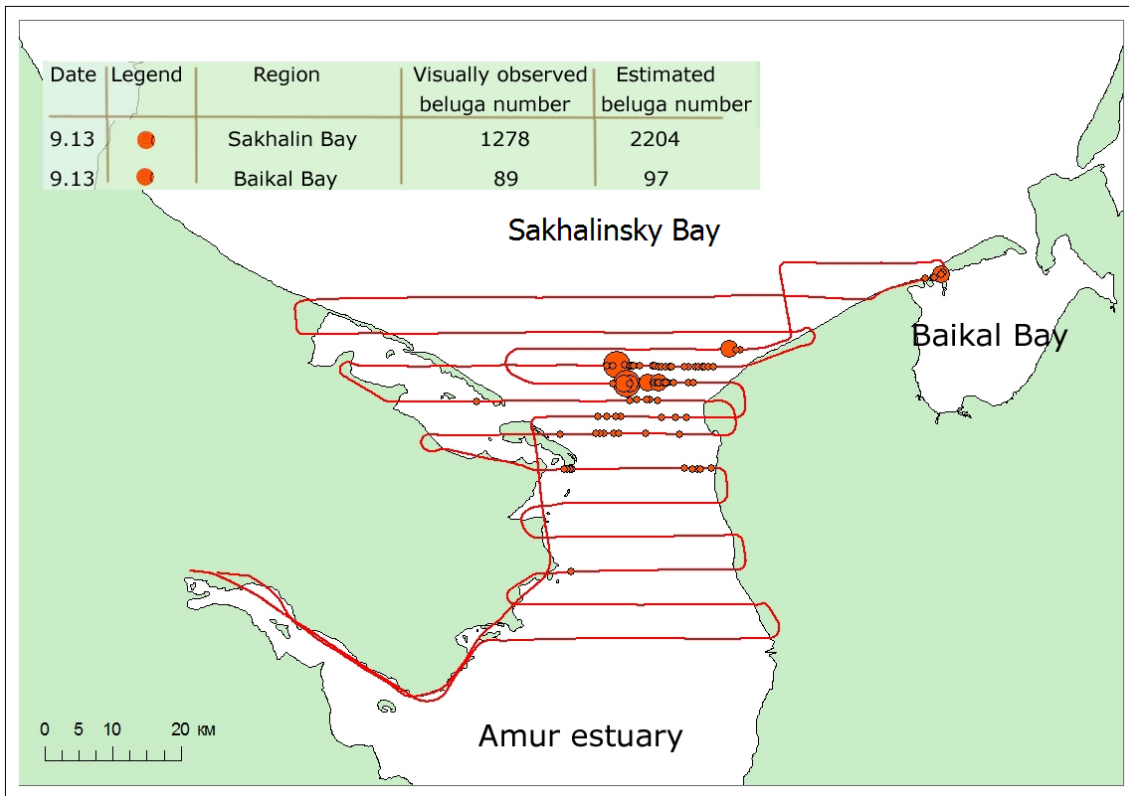 Date Legend Region Visually observed beluga number Estimated beluga number
9.13 Sakhalin Bay 1278 2204
9.13 Baikal Bay 89 97
Sakhalinsky Bay
Baikal Bay
Amur estuary
0 5 10 20 км